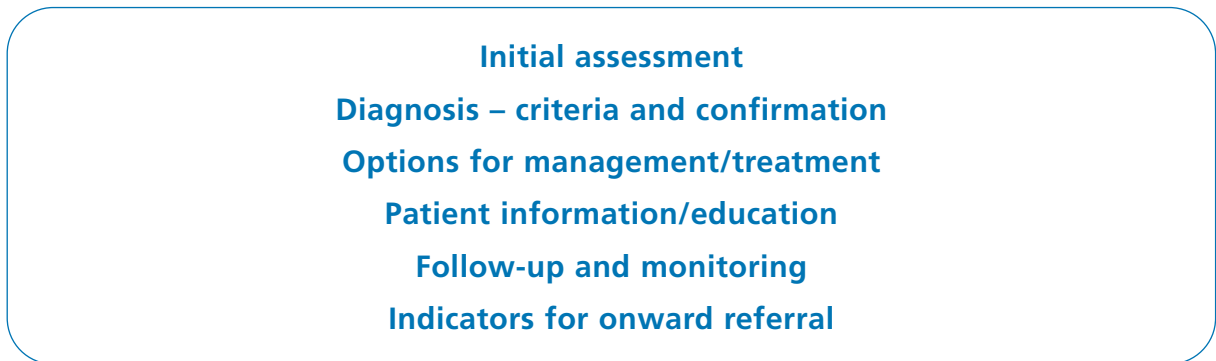 Initial assessment
Diagnosis – criteria and confirmation
Options for management/treatment
Patient information/education
Follow-up and monitoring
Indicators for onward referral